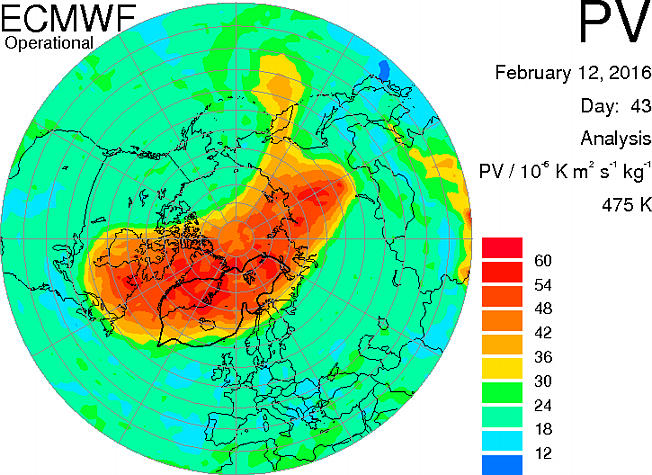 ECMWF
Operational
PV
February 12, 2016
Day: 43
Analysis
PV / 10⁻⁶ K m² s⁻¹ kg⁻¹
475 K
60
54
48
42
36
30
24
18
12